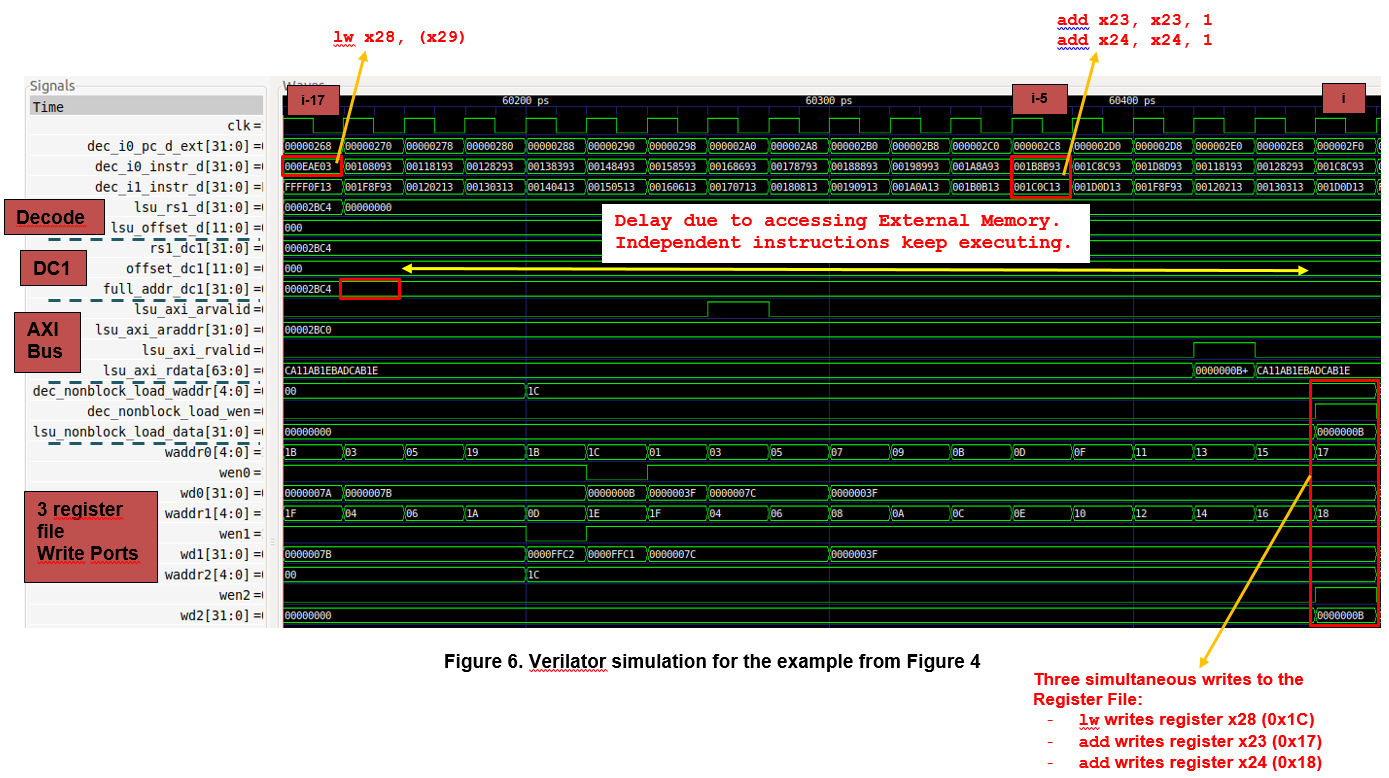 add x23, x23, 1
lw x28, (x29)
add x24, x24, 1
Signals
Waves
Time
i-17
60200 ps
60300 ps
i-5
60400 ps
i
clk=
dec_i0_pc_d_ext[31:0]= 00000268 00000270 00000278 00000280 00000288 00000290 00000298 000002A0 000002A8 000002B0 000002B8 000002C0 000002C8 000002D0 000002D8 000002E0 000002E8 000002F0
dec_i0_instr_d[31:0]= 000EAE03 00108093 00118193 00128293 00138393 00148493 00158593 00168693 00178793 00188893 00198993 001A8A93 001B8B93 001C8C93 001D8D93 00118193 00128293 001C8C93
dec_i1_instr_d[31:0]= FFFF0F13 001F8F93 00120213 00130313 00140413 00150513 00160613 00170713 00180813 00190913 001A0A13 001B0B13 001C0C13 001D0D13 001F8F93 00120213 00130313 001D0D13
Decode
lsu_rs1_d[31:0]= 00002BC4 00000000
lsu_offset_d[11:0]= 000
Delay due to accessing External Memory.
Independent instructions keep executing.
rs1_dc1[31:0]= 00002BC4
DC1
offset_dc1[11:0]= 000
full_addr_dc1[31:0]= 00002BC4
lsu_axi_arvalid=
AXI
Bus
lsu_axi_araddr[31:0]= 00002BC0
lsu_axi_rvalid=
lsu_axi_rdata[63:0]= CA11AB1EBADCAB1E 0000000B+ CA11AB1EBADCAB1E
dec_nonblock_load_waddr[4:0]= 00 1C
dec_nonblock_load_wen=
lsu_nonblock_load_data[31:0]= 00000000 0000000B
waddr0[4:0]= 1B 03 05 19 1B 1C 01 03 05 07 09 0B 0D 0F 11 13 15 17
wen0=
wd0[31:0]= 0000007A 0000007B 0000000B 0000003F 0000007C 0000003F
3 register
file
Write Ports
waddr1[4:0]= 1F 04 06 1A 0D 1E 1F 04 06 08 0A 0C 0E 10 12 14 16 18
wen1=
wd1[31:0]= 0000007B 0000FFC2 0000FFC1 0000007C 0000003F
waddr2[4:0]= 00 1C
wen2=
wd2[31:0]= 00000000 0000000B
Figure 6. Verilator simulation for the example from Figure 4
Three simultaneous writes to the
Register File:
- lw writes register x28 (0x1C)
- add writes register x23 (0x17)
- add writes register x24 (0x18)